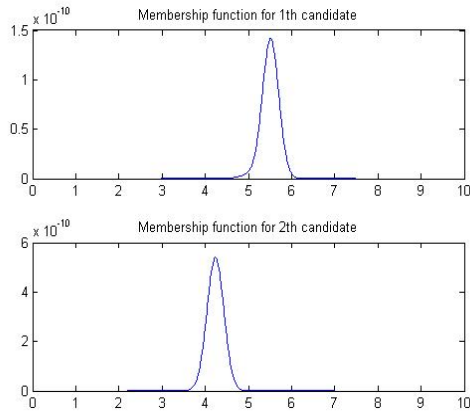 Membership function for 1th candidate
x 10^-10
1.5
1
0.5
0
0 1 2 3 4 5 6 7 8 9 10
Membership function for 2th candidate
x 10^-10
6
4
2
0
0 1 2 3 4 5 6 7 8 9 10